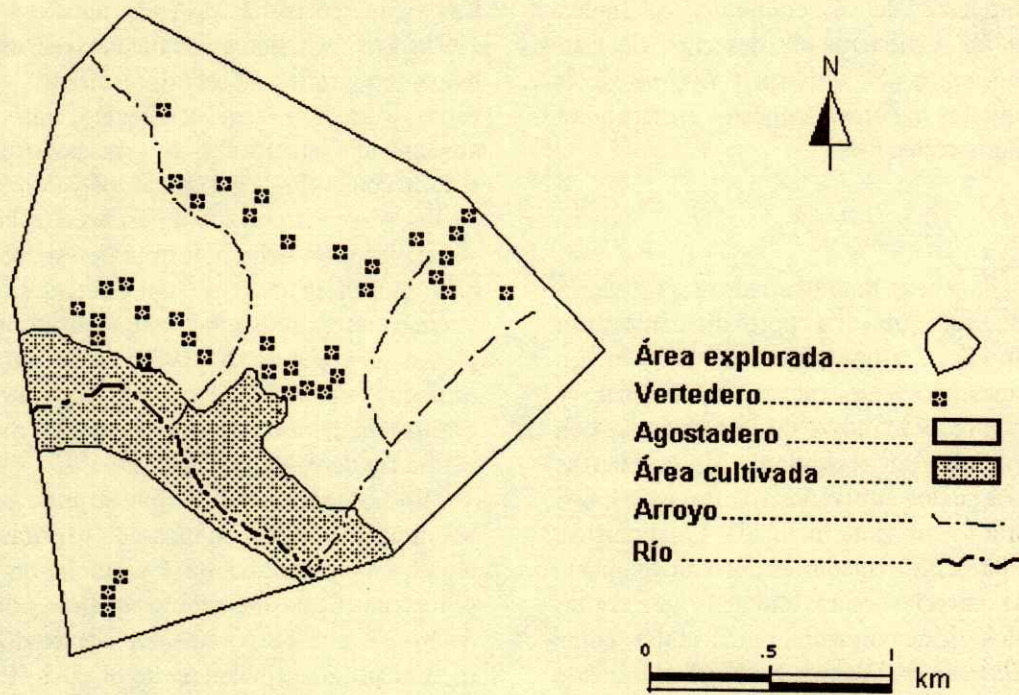 N
Área explorada
Vertedero
Agostadero
Área cultivada
Arroyo
Río
0 .5 1 km